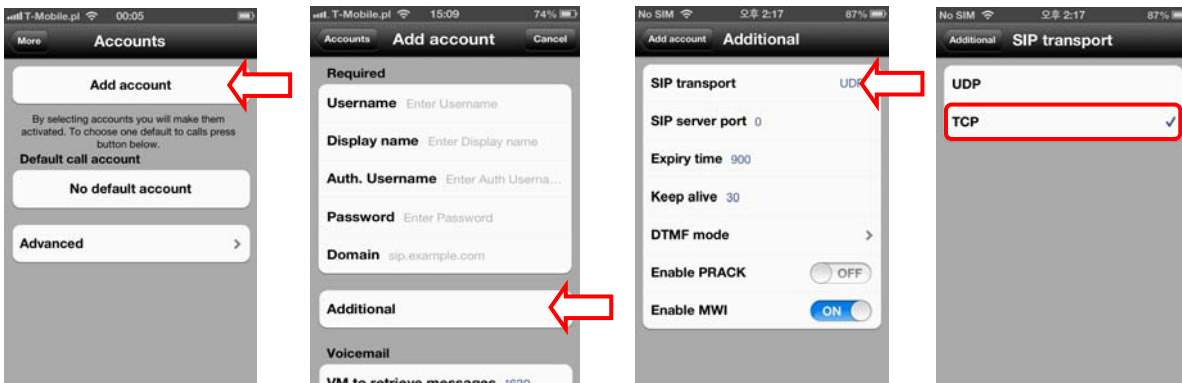 T-Mobile.pl 00:05
More Accounts
Add account
By selecting accounts you will make them
activated. To choose one default to calls press
button below.
Default call account
No default account
Advanced
T-Mobile.pl 15:09 74%
Accounts Add account Cancel
Required
Username Enter Username
Display name Enter Display name
Auth. Username Enter Auth Userna...
Password Enter Password
Domain sip.example.com
Additional
Voicemail
VM to retrieve messages *600
No SIM 오후 2:17 87%
Add account Additional
SIP transport UDP
SIP server port 0
Expiry time 900
Keep alive 30
DTMF mode
Enable PRACK OFF
Enable MWI ON
No SIM 오후 2:17 87%
Additional SIP transport
UDP
TCP